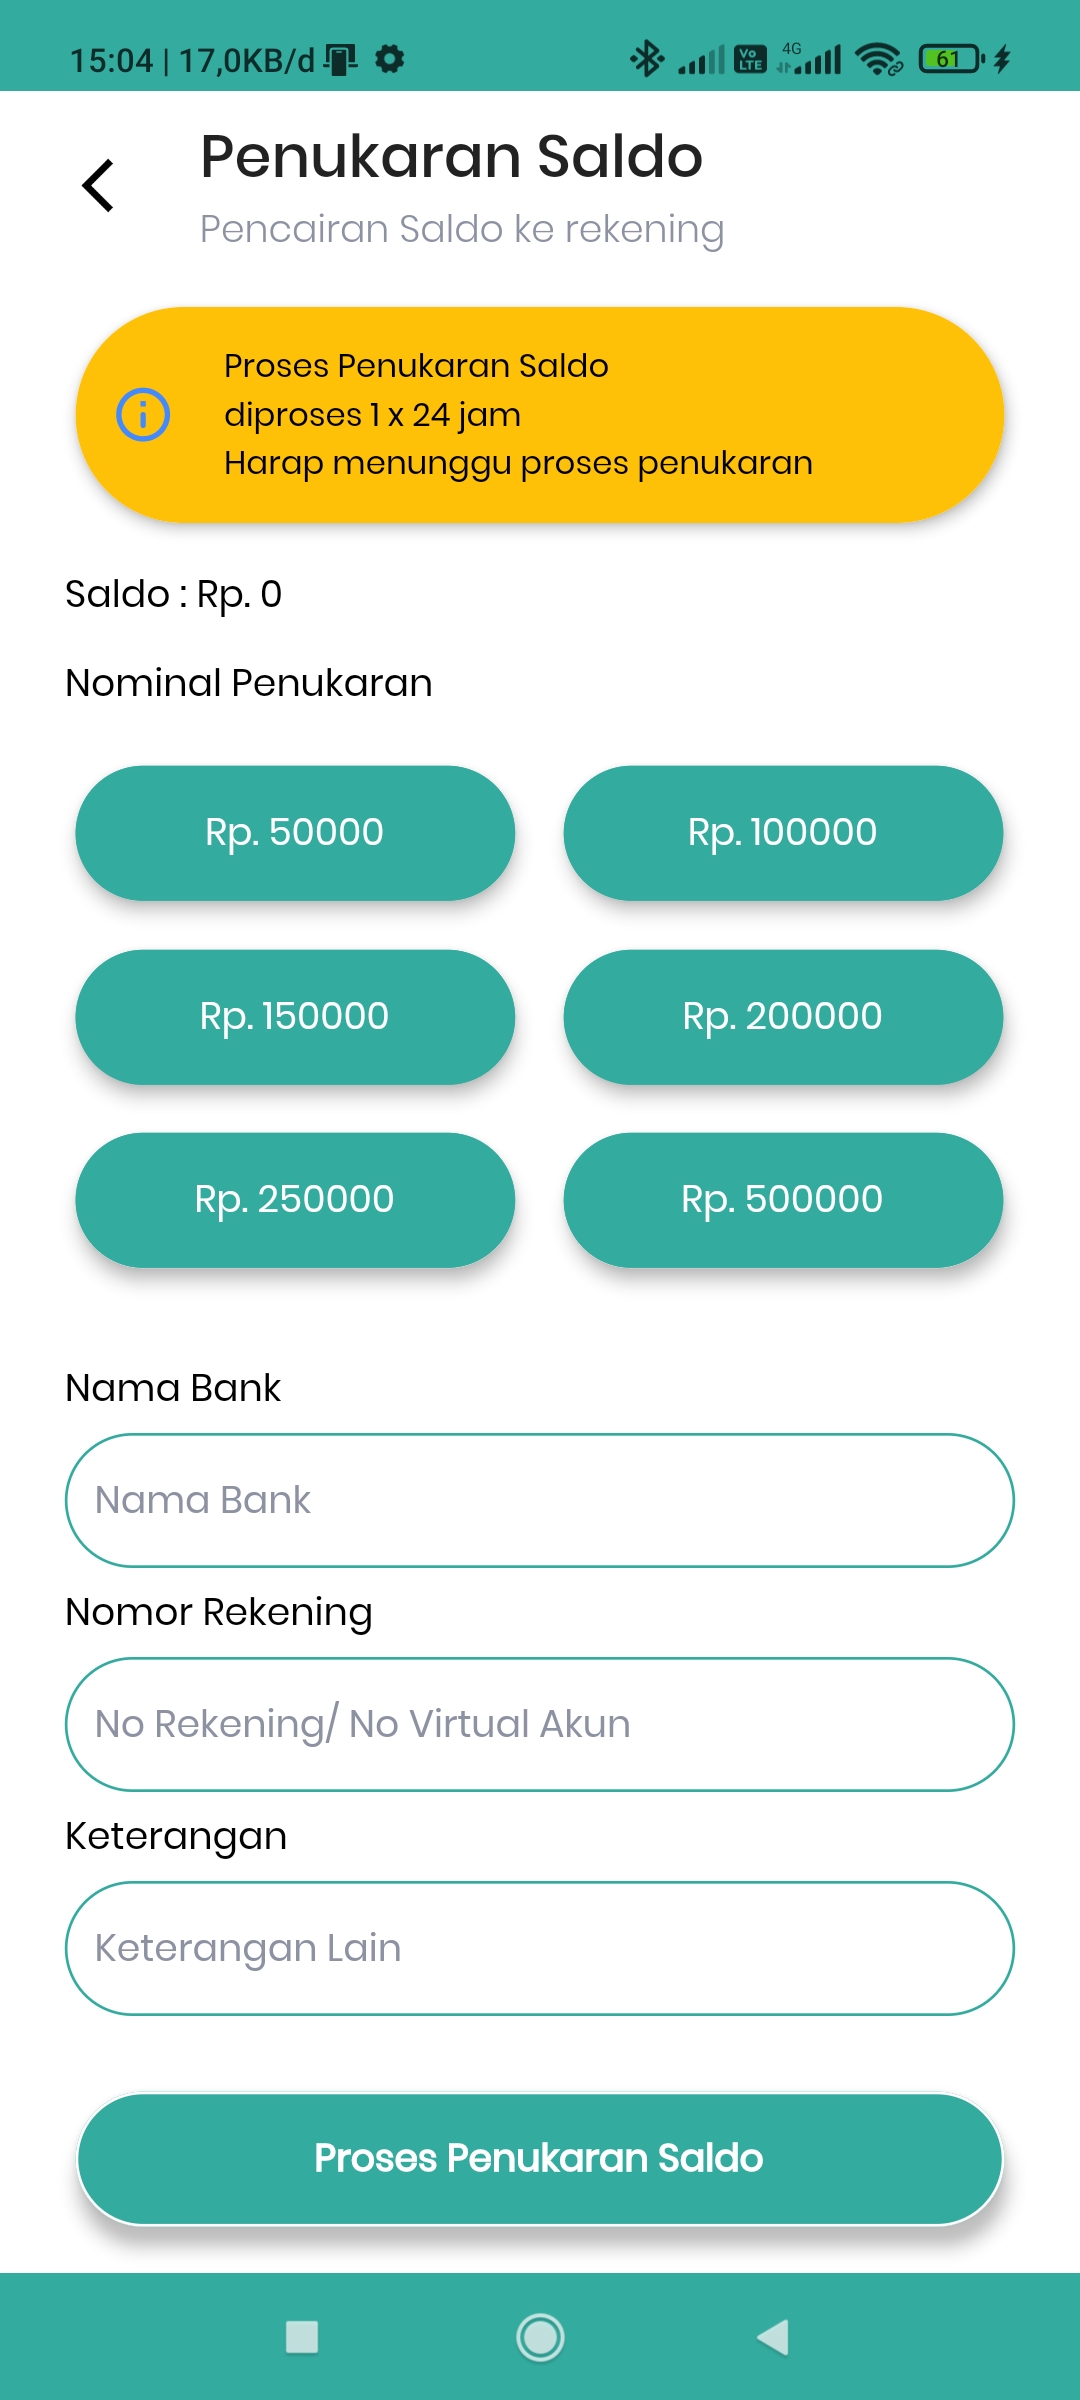 15:04 | 17,0KB/d
Vo LTE 4G 61
Penukaran Saldo
Pencairan Saldo ke rekening
Proses Penukaran Saldo
diproses 1 x 24 jam
Harap menunggu proses penukaran
Saldo : Rp. 0
Nominal Penukaran
Rp. 50000
Rp. 100000
Rp. 150000
Rp. 200000
Rp. 250000
Rp. 500000
Nama Bank
Nama Bank
Nomor Rekening
No Rekening/ No Virtual Akun
Keterangan
Keterangan Lain
Proses Penukaran Saldo